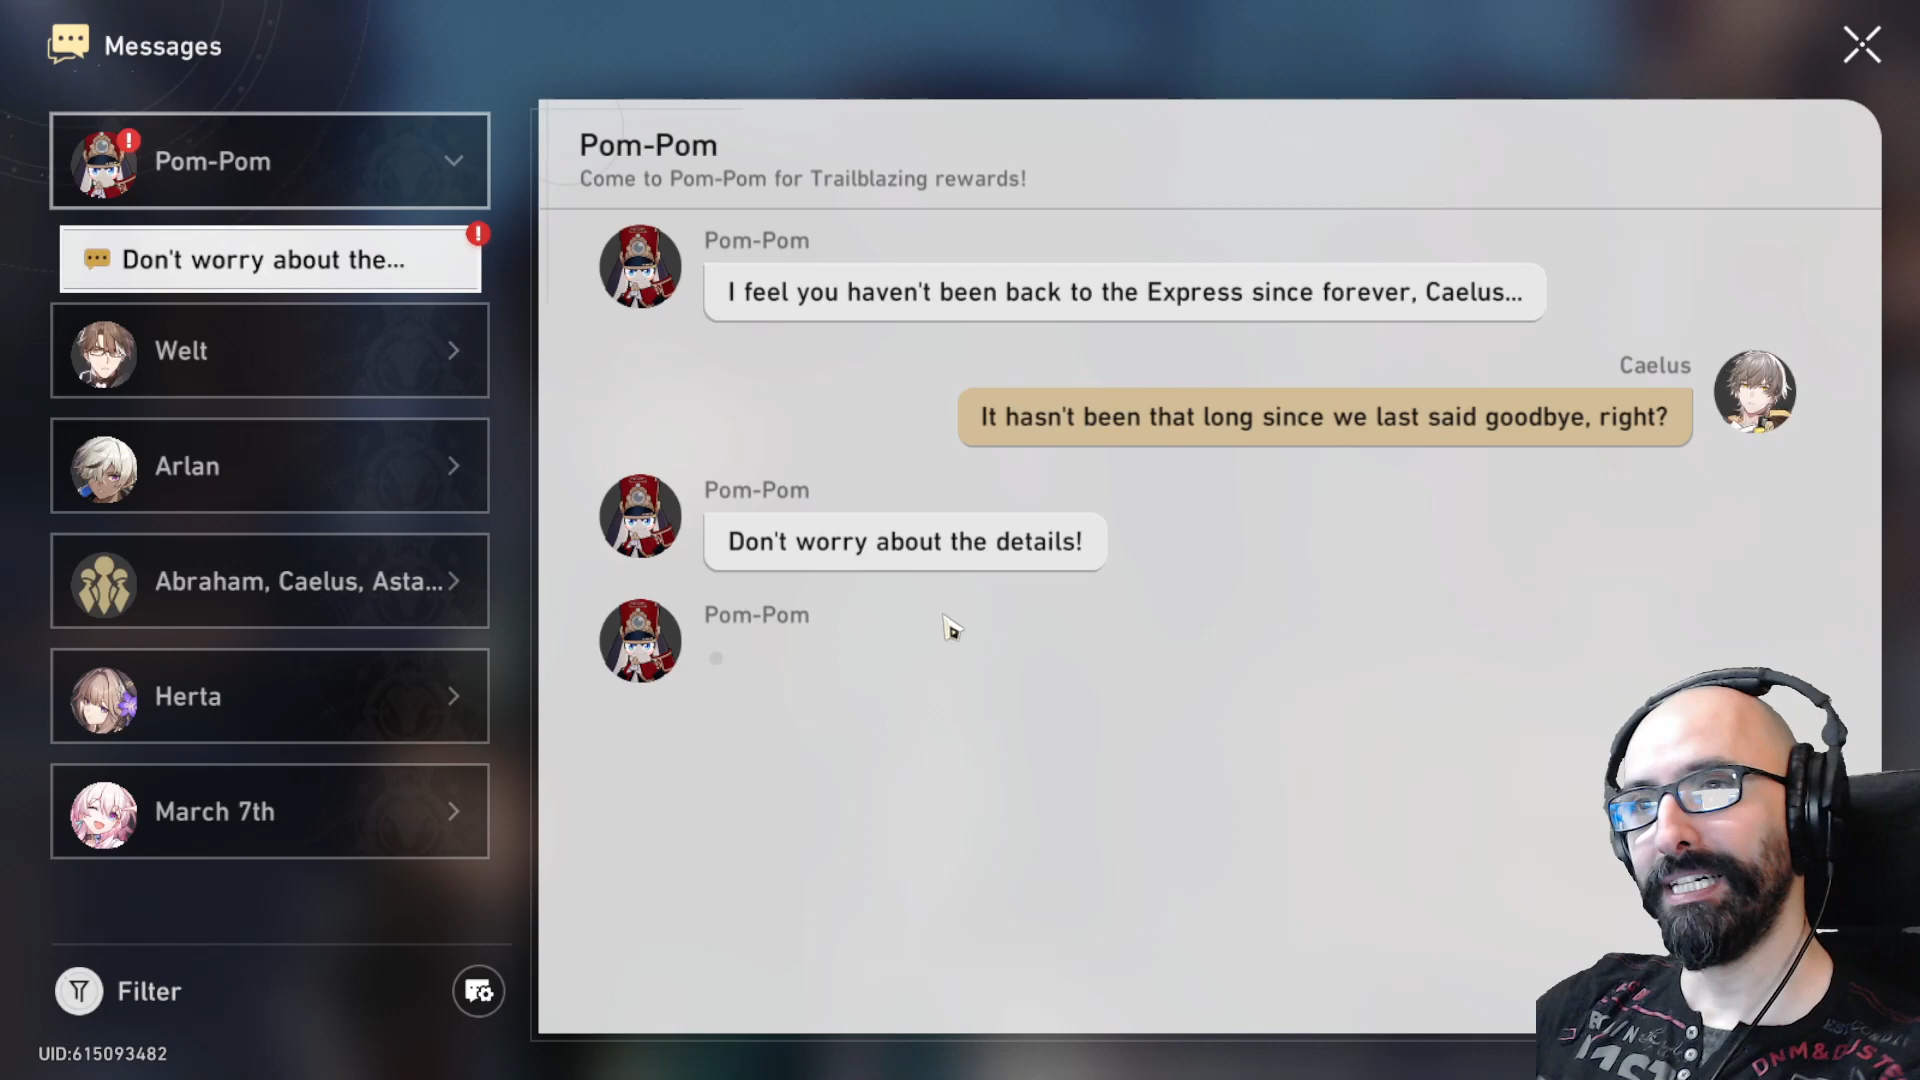 Messages
Pom-Pom
Don't worry about the...
Welt
Arlan
Abraham, Caelus, Asta...
Herta
March 7th
Filter
UID:615093482
Pom-Pom
Come to Pom-Pom for Trailblazing rewards!
Pom-Pom
I feel you haven't been back to the Express since forever, Caelus...
Caelus
It hasn't been that long since we last said goodbye, right?
Pom-Pom
Don't worry about the details!
Pom-Pom